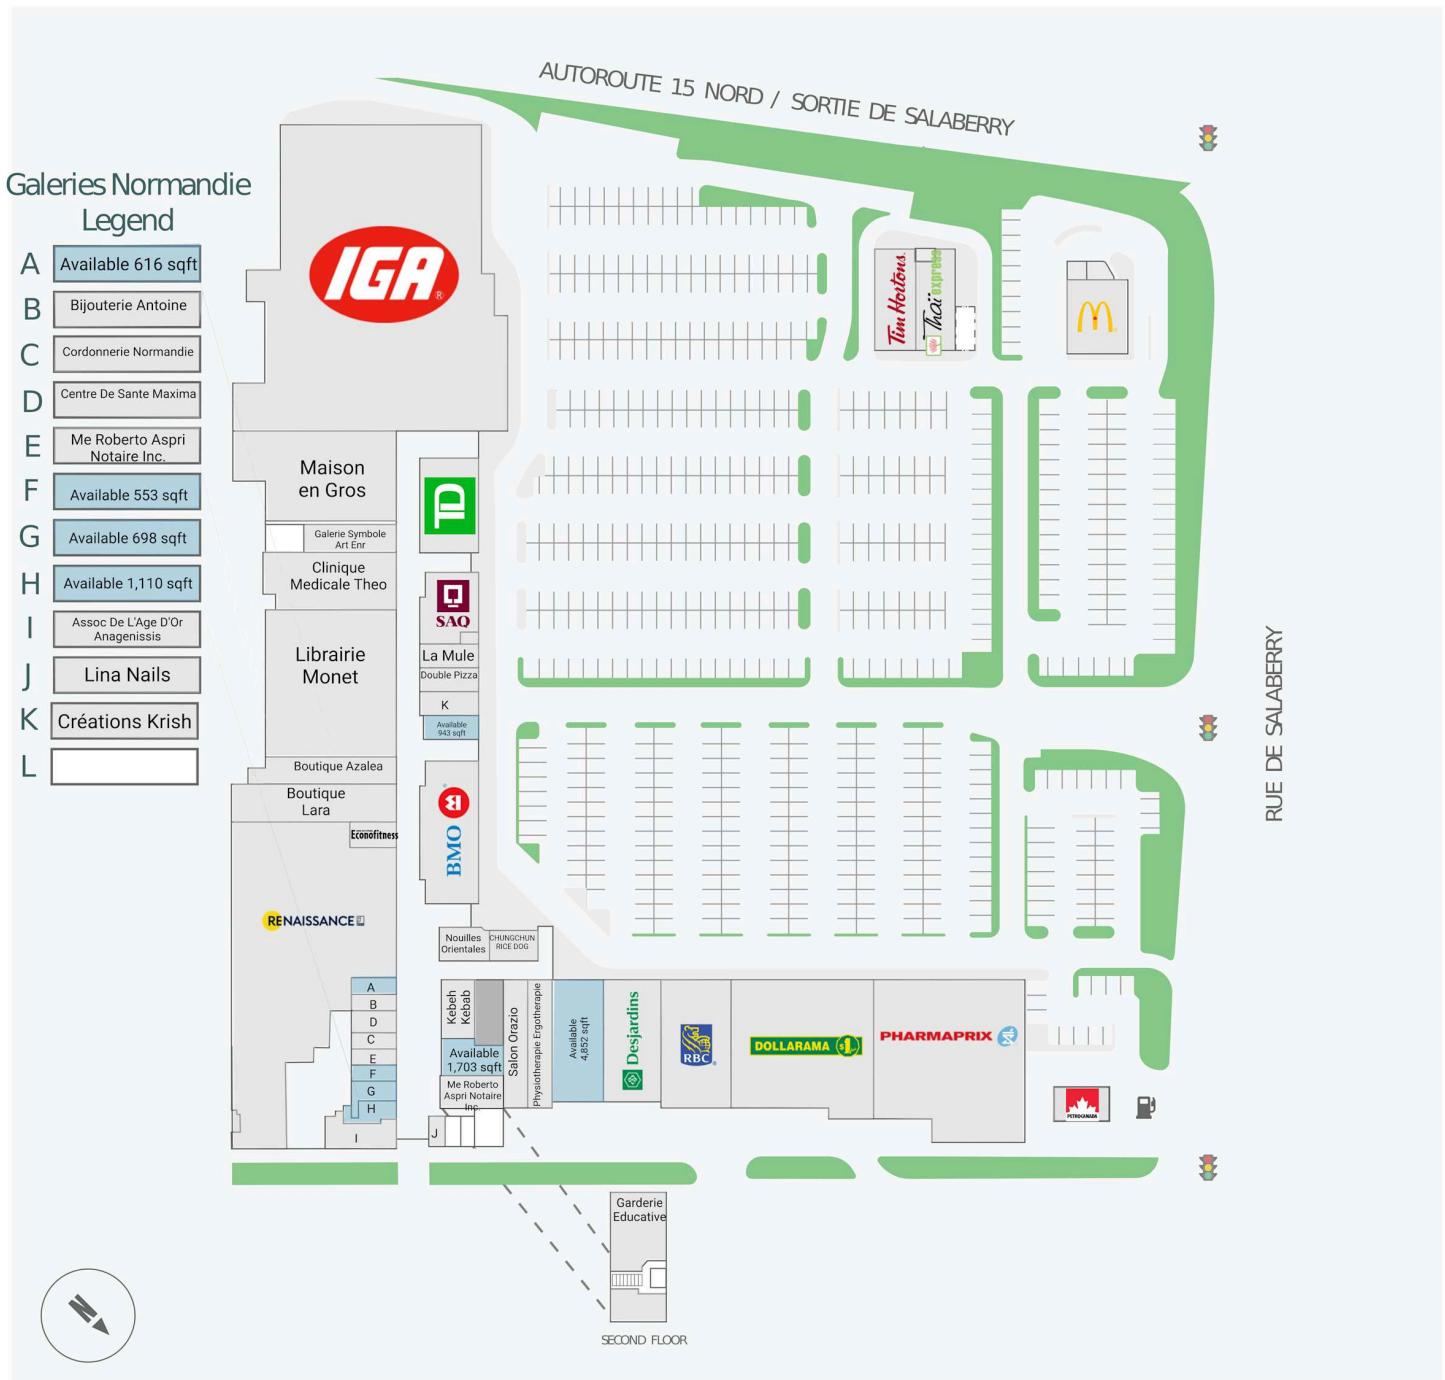 AUTOROUTE 15 NORD / SORTIE DE SALABERRY
Galeries Normandie
Legend
A Available 616 sqft
B Bijouterie Antoine
C Cordonnerie Normandie
D Centre De Sante Maxima
E Me Roberto Aspri
Notaire Inc.
F Available 553 sqft
G Available 698 sqft
H Available 1,110 sqft
I Assoc De L'Age D'Or
Anagenissis
J Lina Nails
K Créations Krish
L
IGA®
Tim Hortons.
Thaï express
Maison
en Gros
TD
Galerie Symbole
Art Enr
Clinique
Medicale Theo
SAQ
Librairie
Monet
La Mule
Double Pizza
K
Available
943 sqft
Boutique Azalea
Boutique
Lara
Econofitness
BMO
RENAISSANCE
Nouilles
Orientales
CHUNGCHUN
RICE DOG
A
B
D
C
E
F
G
H
I
Kebeh
Kebab
Available
1,703 sqft
Me Roberto
Aspri Notaire
Inc.
J
Salon Orazio
Physiotherapie Ergotherapie
Available
4,852 sqft
Desjardins
RBC
DOLLARAMA $1
PHARMAPRIX
PETRO-CANADA
RUE DE SALABERRY
Garderie
Educative
SECOND FLOOR
N